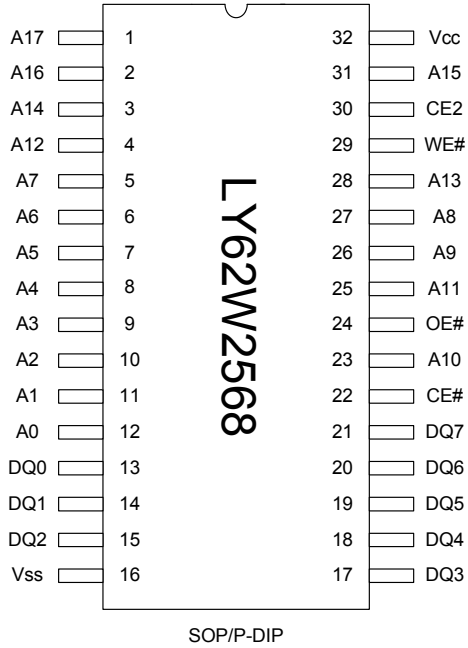 A17 1 32 Vcc
A16 2 31 A15
A14 3 30 CE2
A12 4 29 WE#
A7 5 28 A13
A6 6 27 A8
A5 7 26 A9
A4 8 25 A11
A3 9 24 OE#
A2 10 23 A10
A1 11 22 CE#
A0 12 21 DQ7
DQ0 13 20 DQ6
DQ1 14 19 DQ5
DQ2 15 18 DQ4
Vss 16 17 DQ3
LY62W2568
SOP/P-DIP